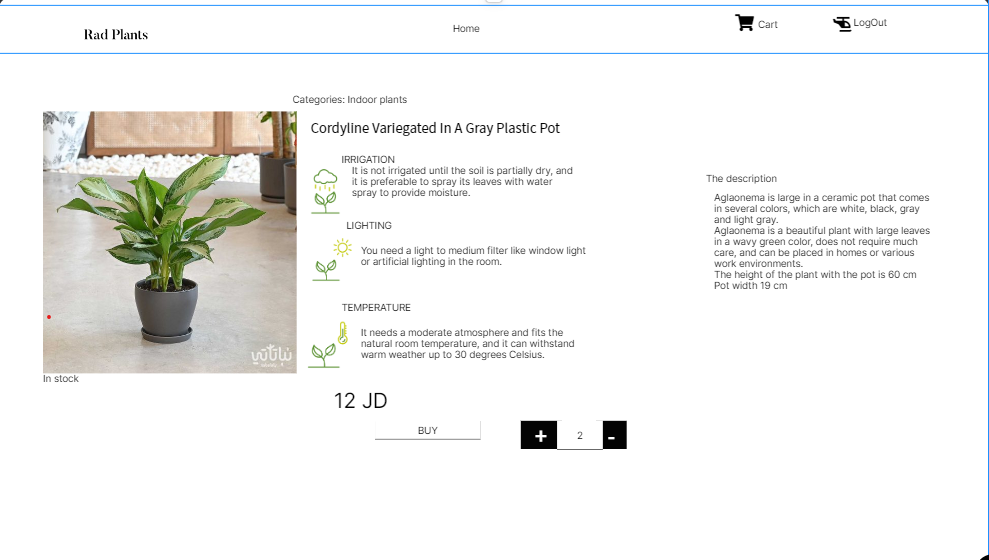 Rad Plants
Home
Cart
LogOut
Categories: Indoor plants
Cordyline Variegated In A Gray Plastic Pot
IRRIGATION
It is not irrigated until the soil is partially dry, and
it is preferable to spray its leaves with water
spray to provide moisture.
LIGHTING
You need a light to medium filter like window light
or artificial lighting in the room.
TEMPERATURE
It needs a moderate atmosphere and fits the
natural room temperature, and it can withstand
warm weather up to 30 degrees Celsius.
The description
Aglaonema is large in a ceramic pot that comes
in several colors, which are white, black, gray
and light gray.
Aglaonema is a beautiful plant with large leaves
in a wavy green color, does not require much
care, and can be placed in homes or various
work environments.
The height of the plant with the pot is 60 cm
Pot width 19 cm
نباتاتي
In stock
12 JD
BUY
+
2
-